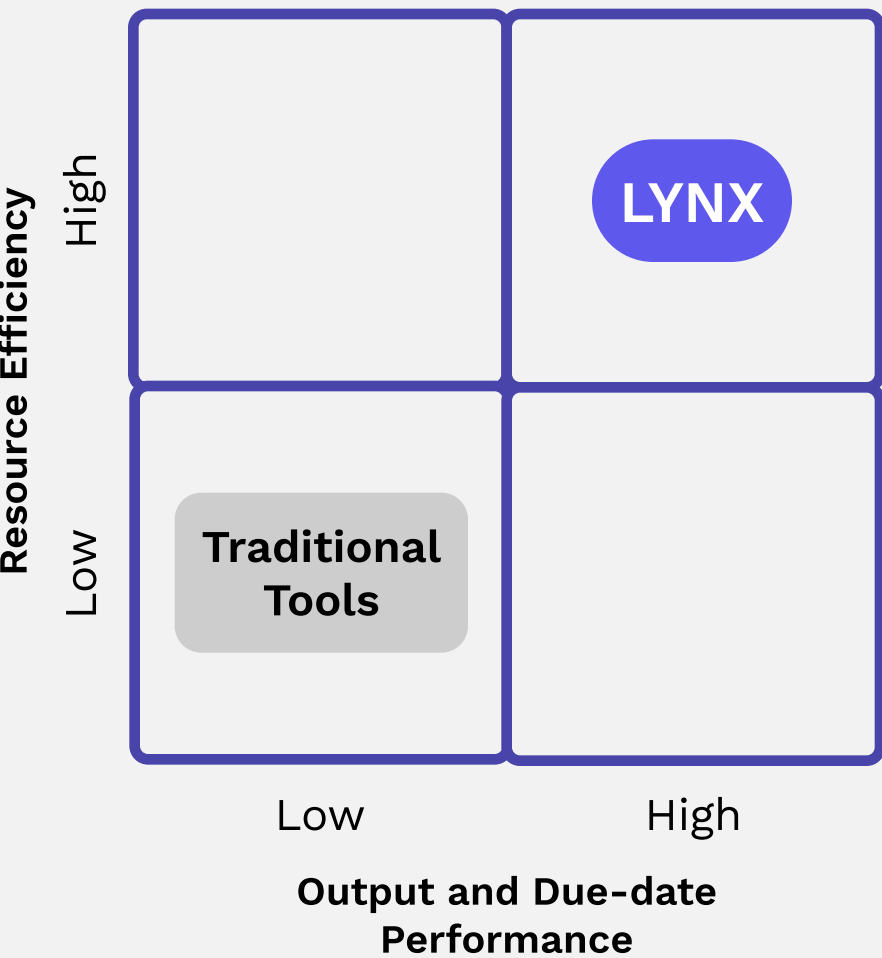 High
LYNX
Resource Efficiency
Low
Traditional
Tools
Low
High
Output and Due-date
Performance